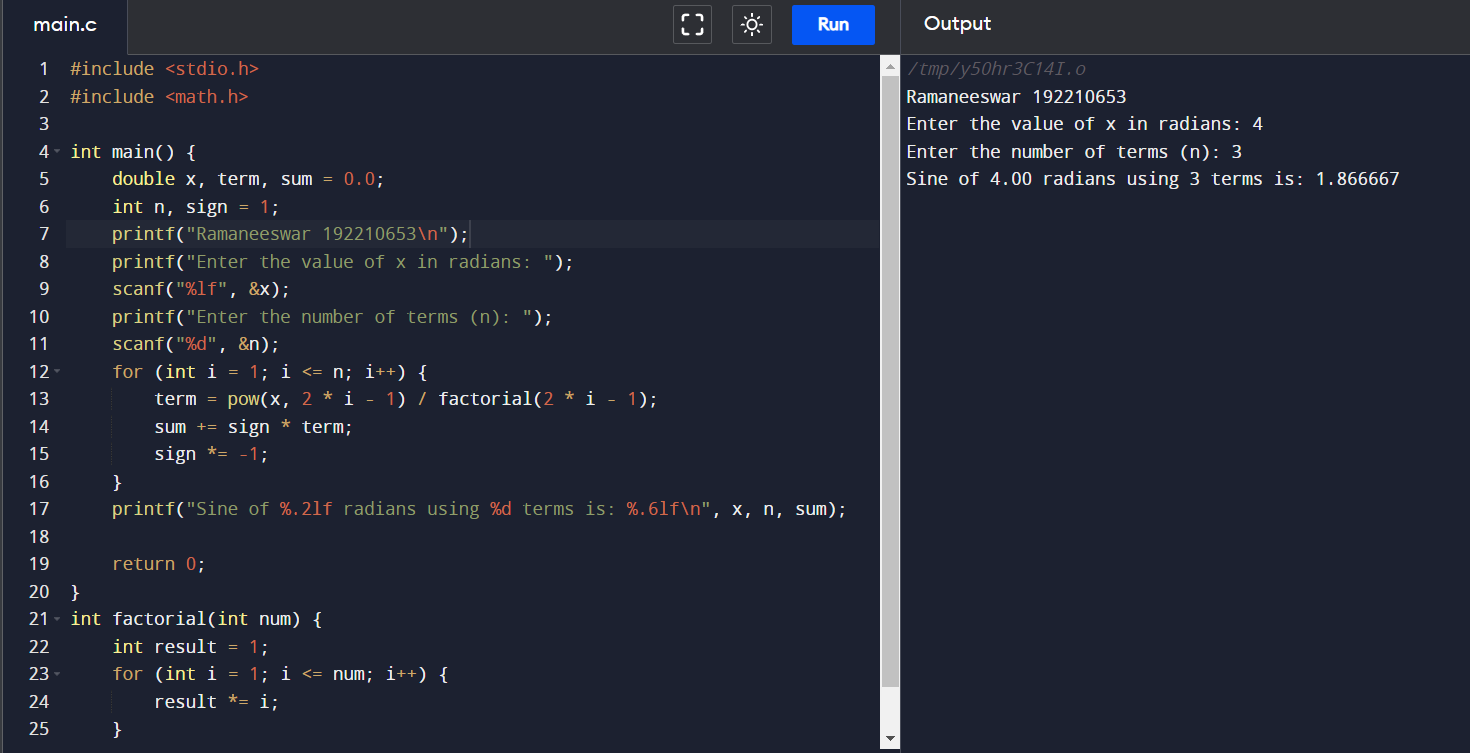 main.c
Run
Output
1 #include <stdio.h>
2 #include <math.h>
3
4 int main() {
5     double x, term, sum = 0.0;
6     int n, sign = 1;
7     printf("Ramaneeswar 192210653\n");
8     printf("Enter the value of x in radians: ");
9     scanf("%lf", &x);
10     printf("Enter the number of terms (n): ");
11     scanf("%d", &n);
12     for (int i = 1; i <= n; i++) {
13         term = pow(x, 2 * i - 1) / factorial(2 * i - 1);
14         sum += sign * term;
15         sign *= -1;
16     }
17     printf("Sine of %.2lf radians using %d terms is: %.6lf\n", x, n, sum);
18
19     return 0;
20 }
21 int factorial(int num) {
22     int result = 1;
23     for (int i = 1; i <= num; i++) {
24         result *= i;
25     }
/tmp/y50hr3C14I.o
Ramaneeswar 192210653
Enter the value of x in radians: 4
Enter the number of terms (n): 3
Sine of 4.00 radians using 3 terms is: 1.866667